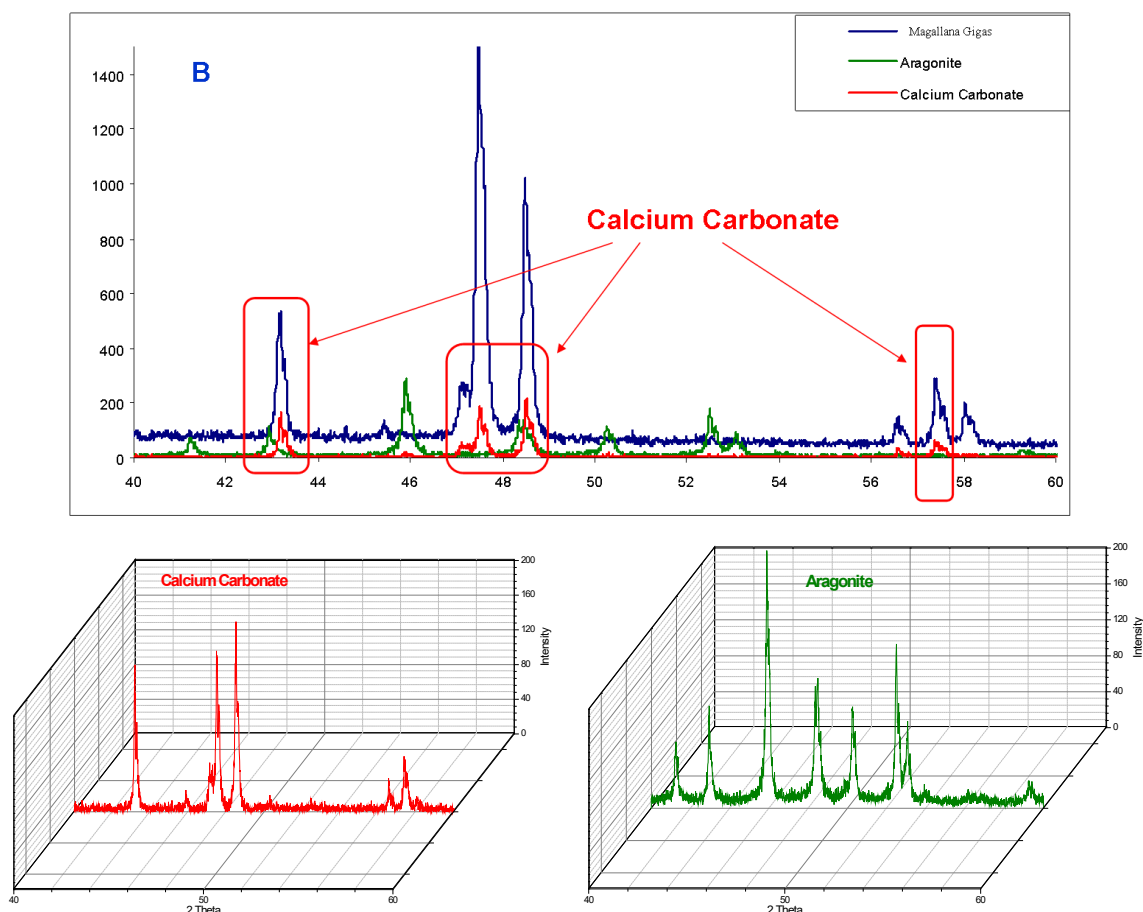 B
Magallana Gigas
Aragonite
Calcium Carbonate
1400
1200
1000
800
600
400
200
0
Calcium Carbonate
40 42 44 46 48 50 52 54 56 58 60
Calcium Carbonate
200
160
120
80
40
0
Intensity
40 50 60
2 Theta
Aragonite
200
160
120
80
40
0
Intensity
40 50 60
2 Theta